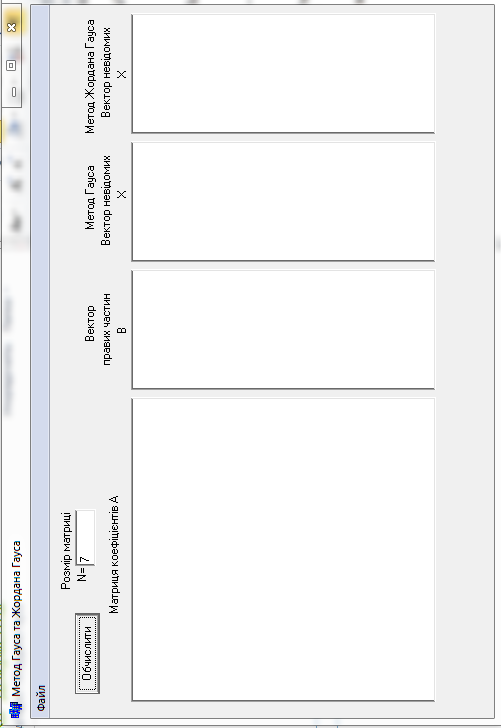 Метод Гауса та Жордана Гауса
Файл
Обчислити
Розмір матриці
N= 7
Матриця коефіцієнтів А
Вектор
правих частин
В
Метод Гауса
Вектор невідомих
X
Метод Жордана Гауса
Вектор невідомих
X